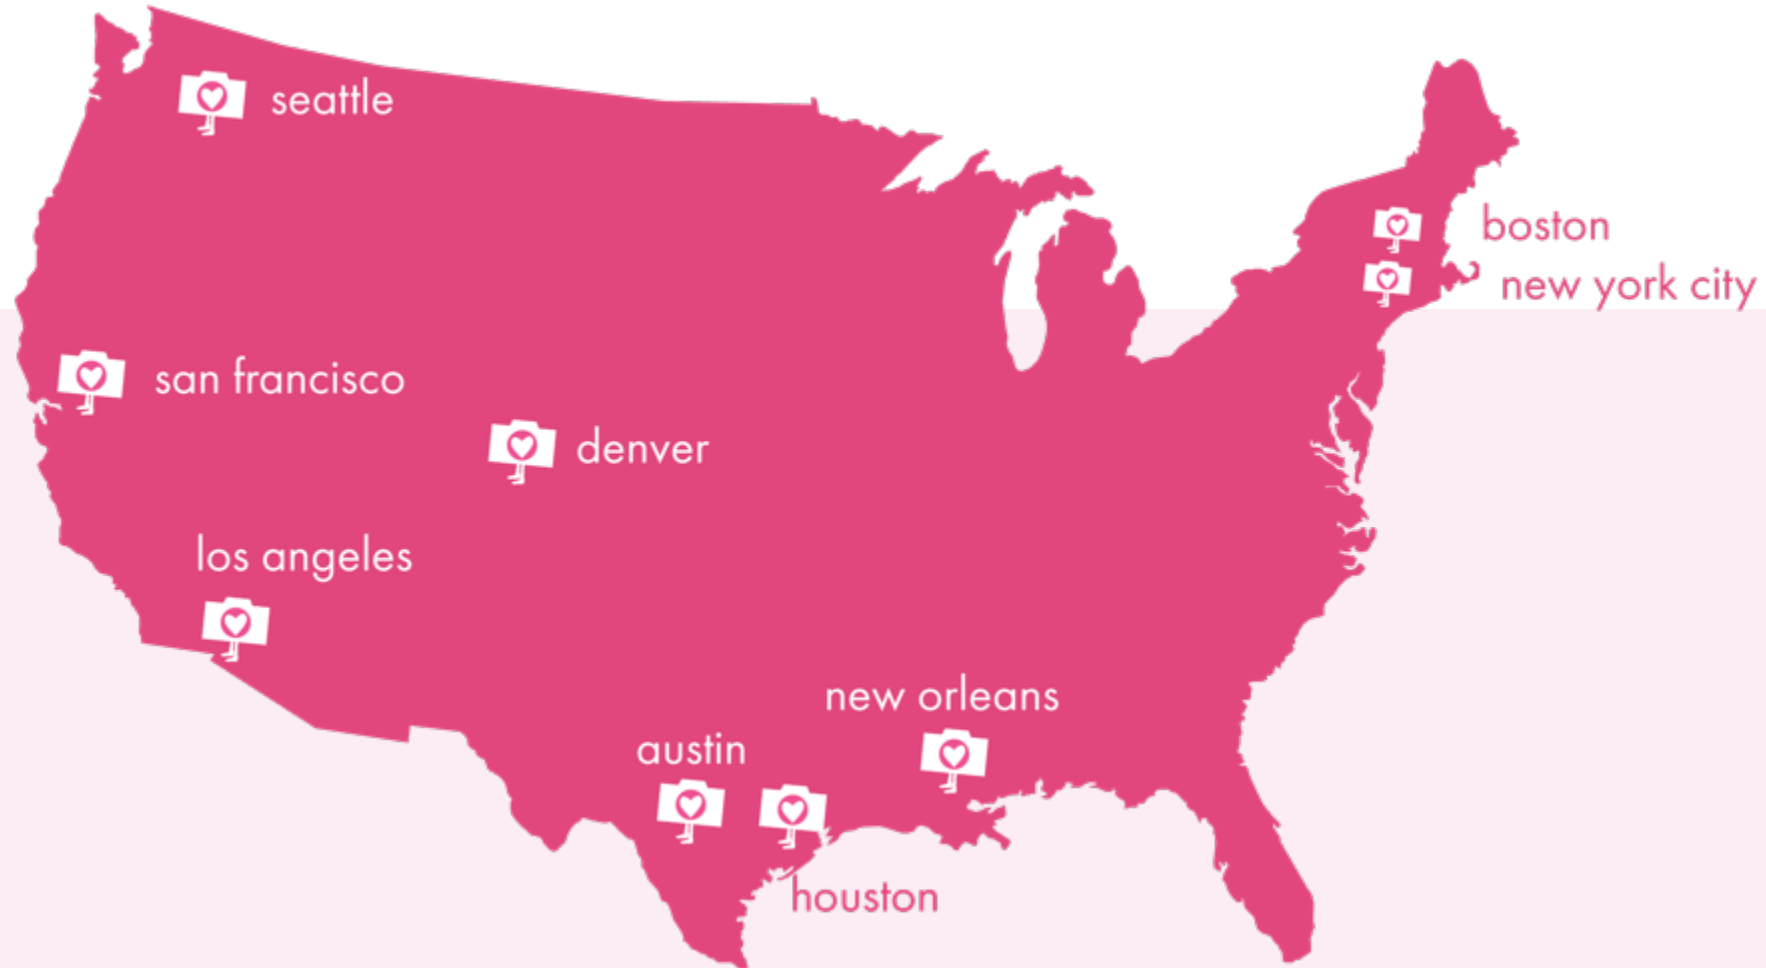 seattle
boston
new york city
san francisco
denver
los angeles
new orleans
austin
houston